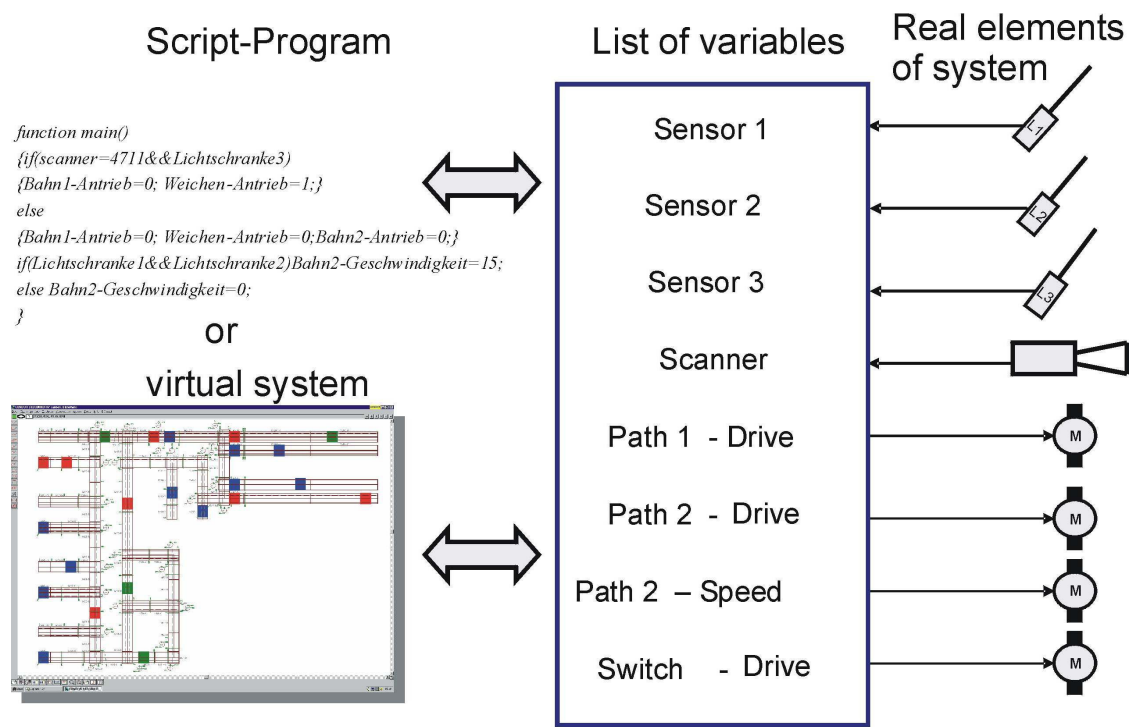 Script-Program
function main()
{if(scanner=4711&&Lichtschranke3)
{Bahn1-Antrieb=0; Weichen-Antrieb=1;}
else
{Bahn1-Antrieb=0; Weichen-Antrieb=0;Bahn2-Antrieb=0;}
if(Lichtschranke1&&Lichtschranke2)Bahn2-Geschwindigkeit=15;
else Bahn2-Geschwindigkeit=0;
}
or
virtual system
List of variables
Sensor 1
Sensor 2
Sensor 3
Scanner
Path 1 - Drive
Path 2 - Drive
Path 2 – Speed
Switch - Drive
Real elements
of system
L1
L2
L3
M
M
M
M